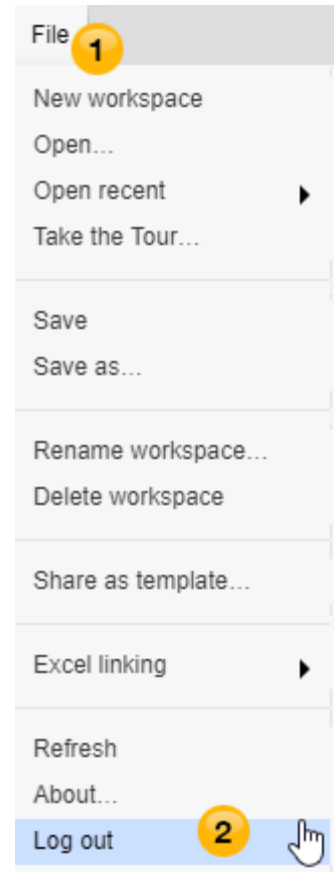 File 1
New workspace
Open...
Open recent
Take the Tour...
Save
Save as...
Rename workspace...
Delete workspace
Share as template...
Excel linking
Refresh
About...
Log out 2